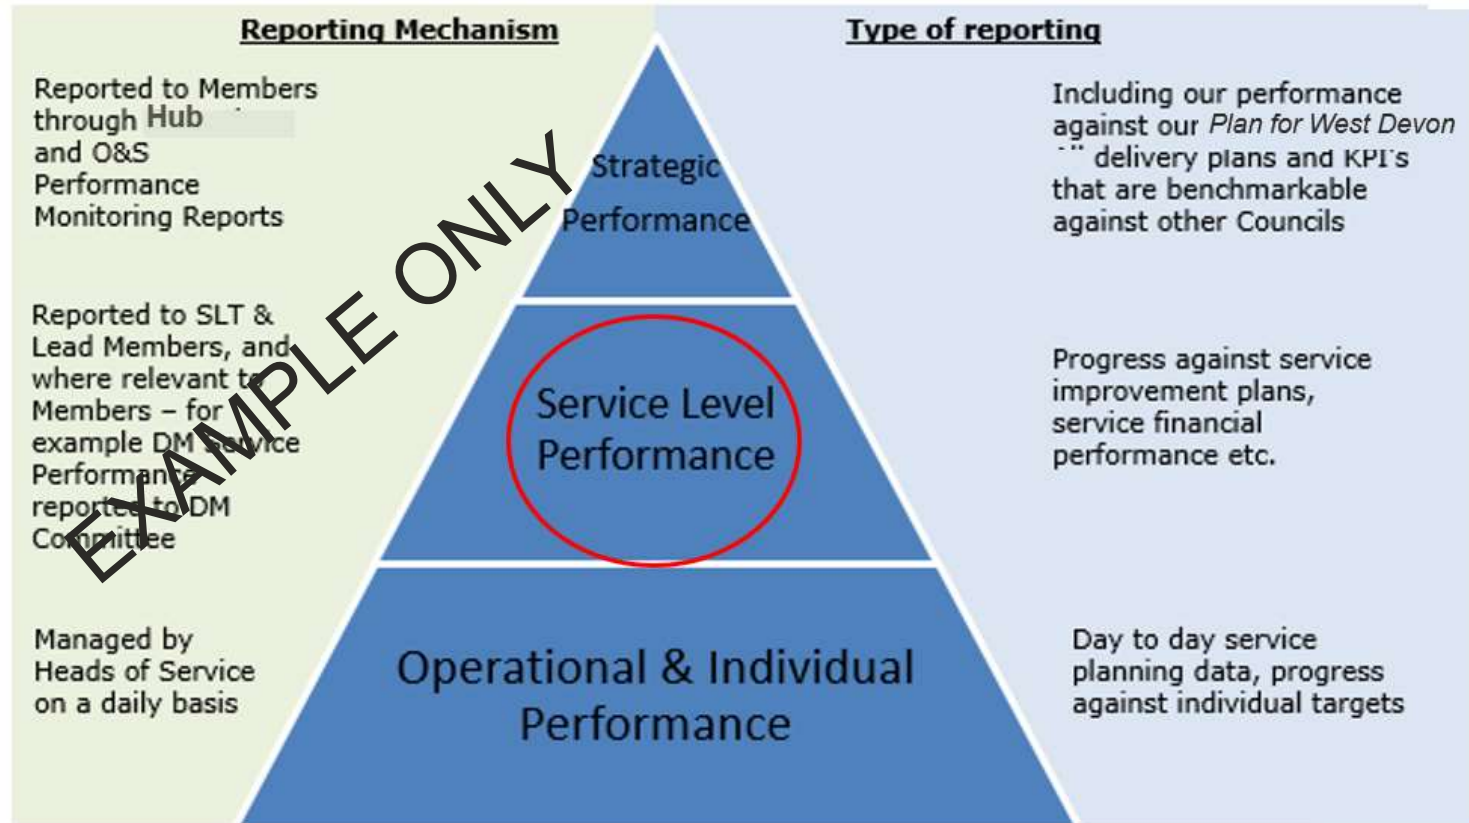 Reporting Mechanism
Type of reporting
Reported to Members
through Hub
and O&S
Performance
Monitoring Reports
Strategic
Performance
Including our performance
against our Plan for West Devon
delivery plans and KPI's
that are benchmarkable
against other Councils
Reported to SLT &
Lead Members, and
where relevant to
Members – for
example DM Service
Performance
reported to DM
Committee
Service Level
Performance
Progress against service
improvement plans,
service financial
performance etc.
Managed by
Heads of Service
on a daily basis
Operational & Individual
Performance
Day to day service
planning data, progress
against individual targets
EXAMPLE ONLY